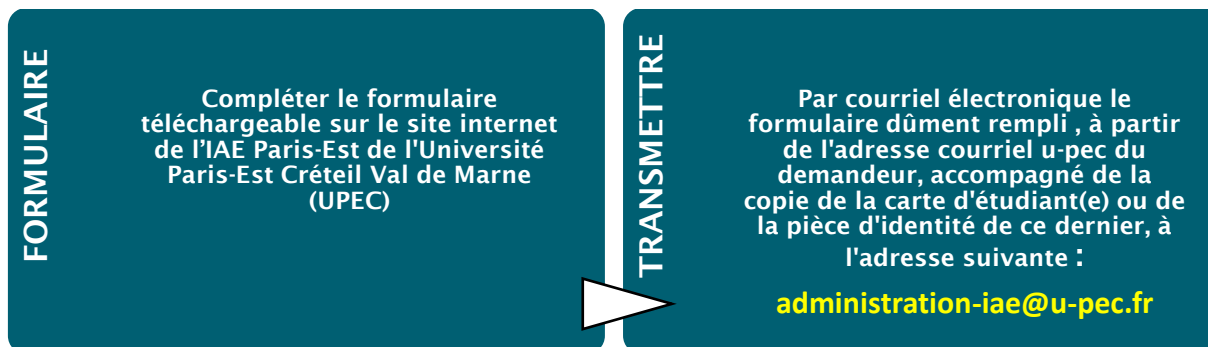 FORMULAIRE
Compléter le formulaire
téléchargeable sur le site internet
de l’IAE Paris-Est de l'Université
Paris-Est Créteil Val de Marne
(UPEC)
TRANSMETTRE
Par courriel électronique le
formulaire dûment rempli , à partir
de l'adresse courriel u-pec du
demandeur, accompagné de la
copie de la carte d'étudiant(e) ou de
la pièce d'identité de ce dernier, à
l'adresse suivante :
administration-iae@u-pec.fr